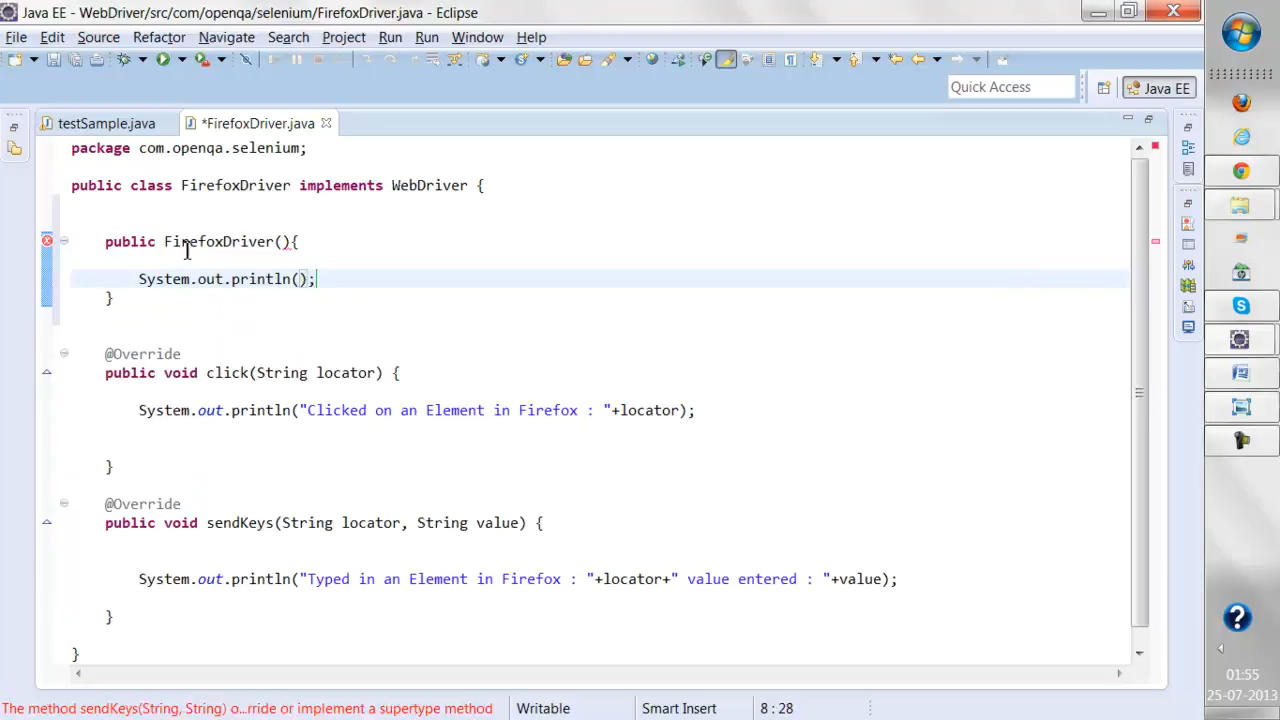 Java EE - WebDriver/src/com/openqa/selenium/FirefoxDriver.java - Eclipse
File Edit Source Refactor Navigate Search Project Run Run Window Help
Quick Access
Java EE
testSample.java
*FirefoxDriver.java
package com.openqa.selenium;
public class FirefoxDriver implements WebDriver {
public FirefoxDriver(){
System.out.println();
}
@Override
public void click(String locator) {
System.out.println("Clicked on an Element in Firefox : "+locator);
}
@Override
public void sendKeys(String locator, String value) {
System.out.println("Typed in an Element in Firefox : "+locator+" value entered : "+value);
}
}
The method sendKeys(String, String) o...rride or implement a supertype method
Writable
Smart Insert
8 : 28
01:55
25-07-2013